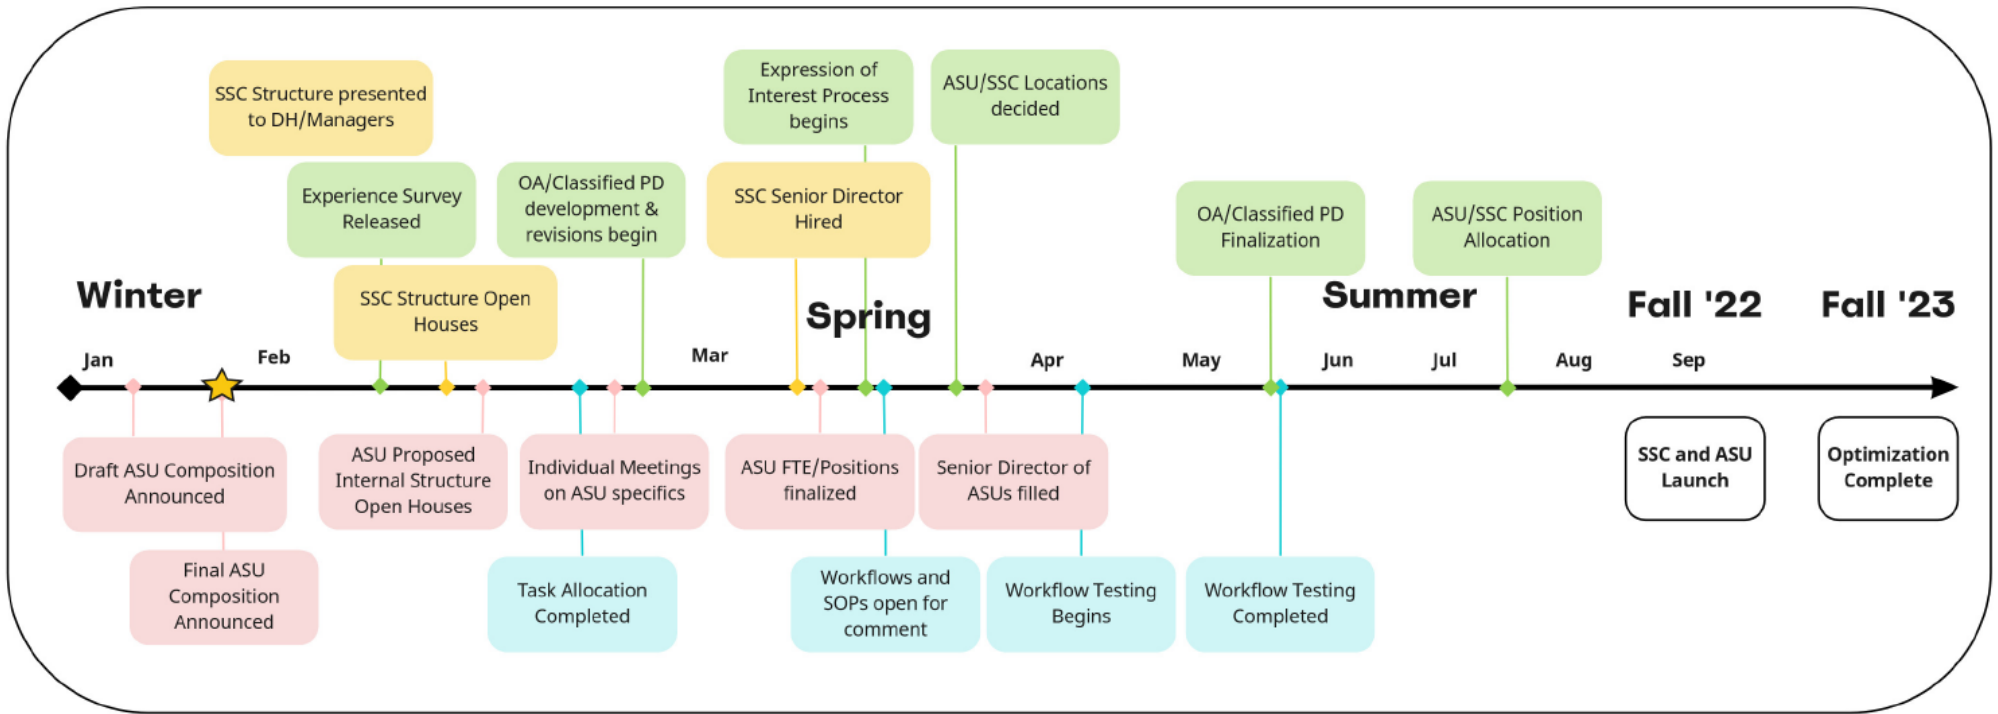 SSC Structure presented
to DH/Managers
Expression of
Interest Process
begins
ASU/SSC Locations
decided
Experience Survey
Released
OA/Classified PD
development &
revisions begin
SSC Senior Director
Hired
OA/Classified PD
Finalization
ASU/SSC Position
Allocation
SSC Structure Open
Houses
Winter
Spring
Summer
Fall '22
Fall '23
Jan
Feb
Mar
Apr
May
Jun
Jul
Aug
Sep
Draft ASU Composition
Announced
ASU Proposed
Internal Structure
Open Houses
Individual Meetings
on ASU specifics
ASU FTE/Positions
finalized
Senior Director of
ASUs filled
SSC and ASU
Launch
Optimization
Complete
Final ASU
Composition
Announced
Task Allocation
Completed
Workflows and
SOPs open for
comment
Workflow Testing
Begins
Workflow Testing
Completed